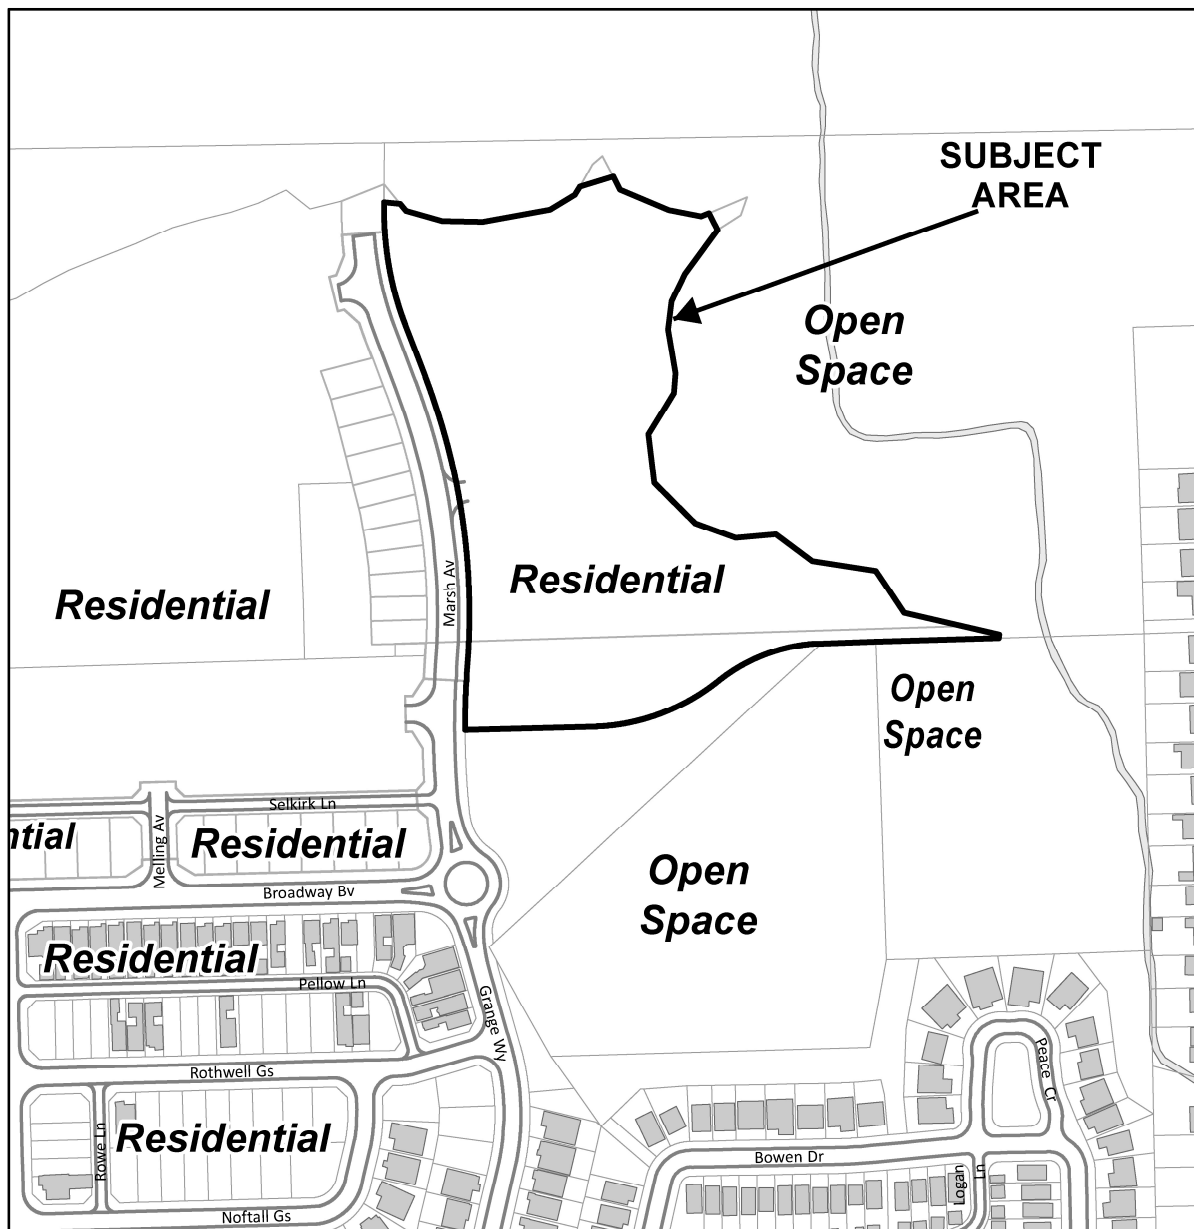 SUBJECT
AREA
Open
Space
Marsh Av
Residential
Residential
Open
Space
Selkirk Ln
ntial
Melling Av
Residential
Open
Space
Broadway Bv
Residential
Pellow Ln
Grange Wy
Rothwell Gs
Peace Cr
Rowe Ln
Residential
Bowen Dr
Logan
Ln
Noftall Gs